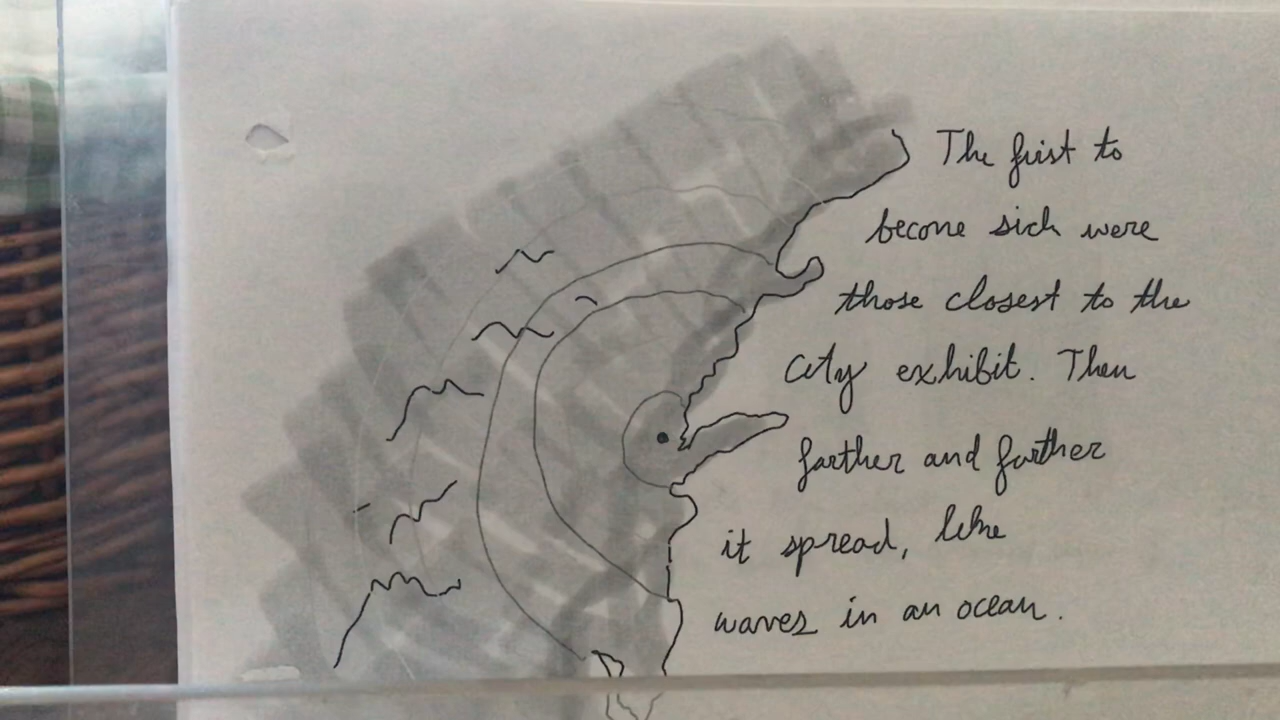 The first to
become sick were
those closest to the
city exhibit. Then
farther and farther
it spread, like
waves in an ocean.